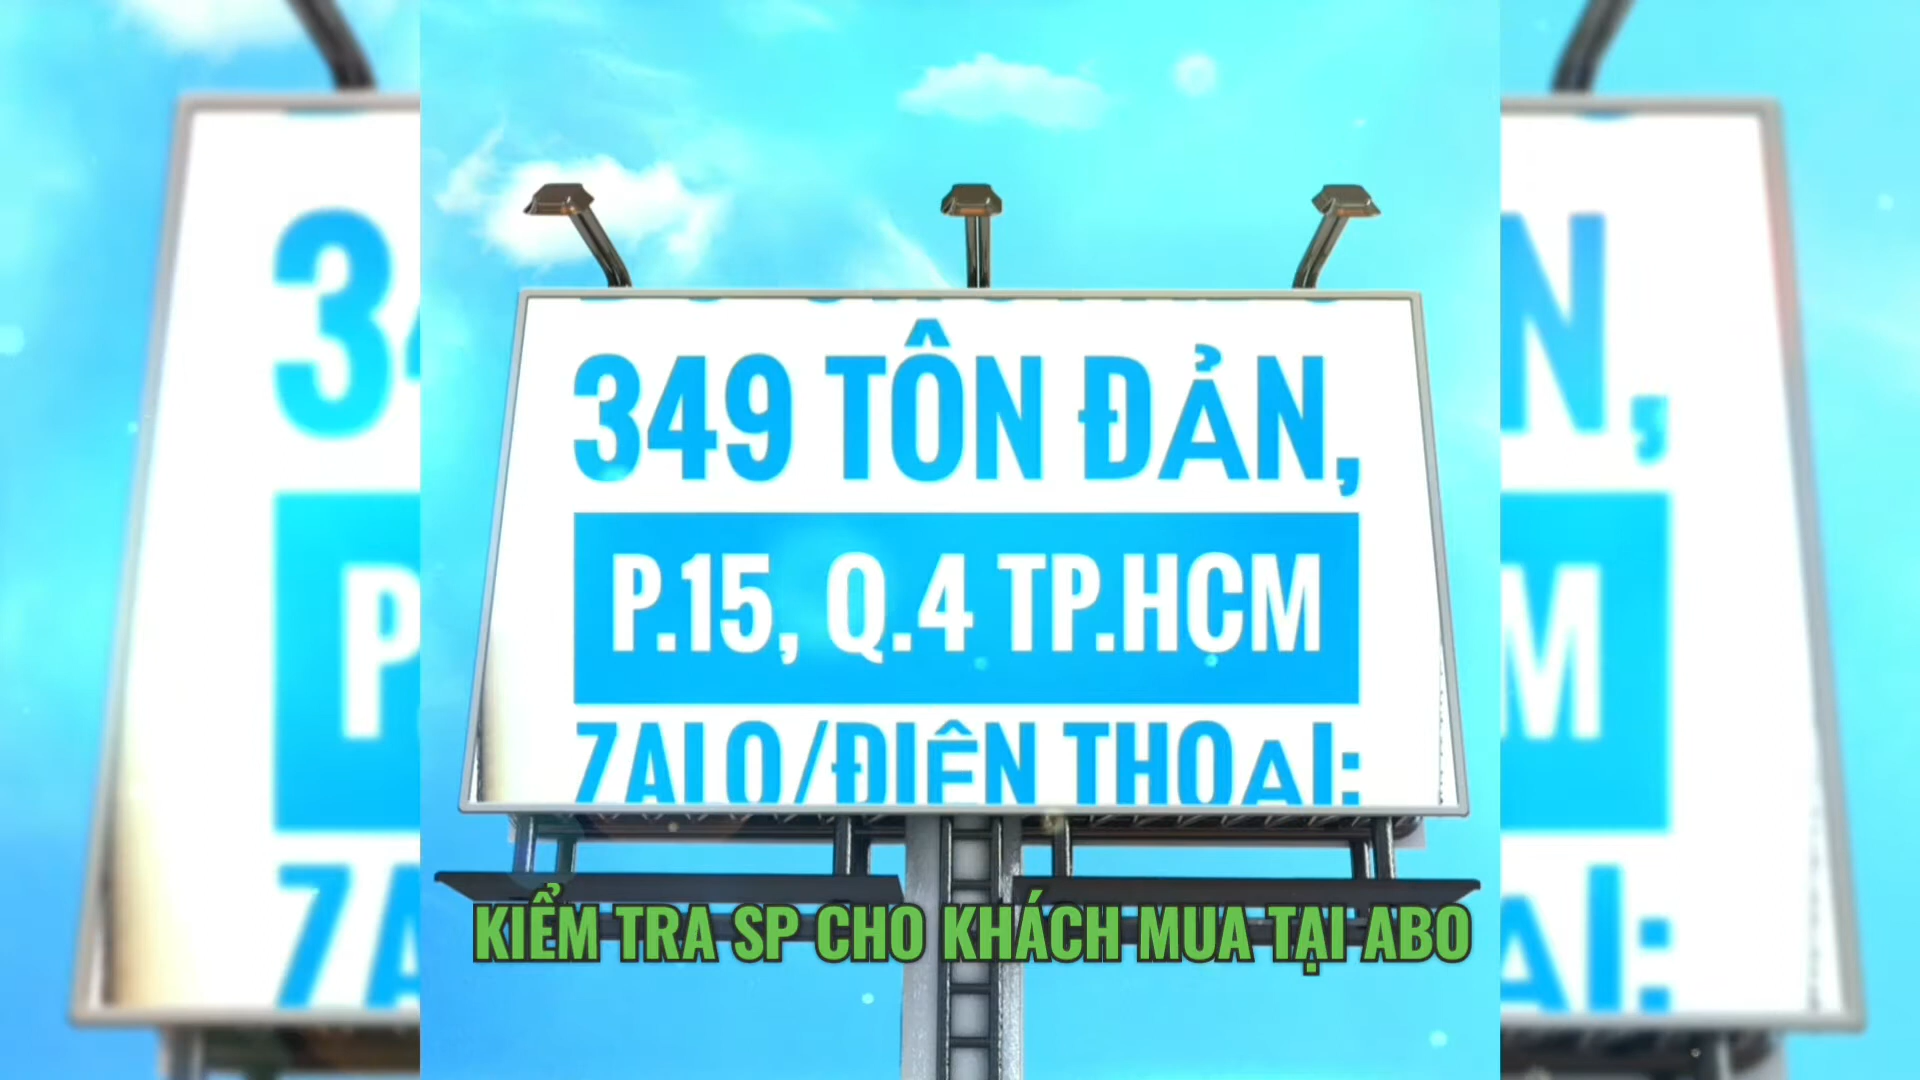 349 TÔN ĐẢN,
P.15, Q.4 TP.HCM
ZALO/ĐIỆN THOẠI:
KIỂM TRA SP CHO KHÁCH MUA TẠI ABO